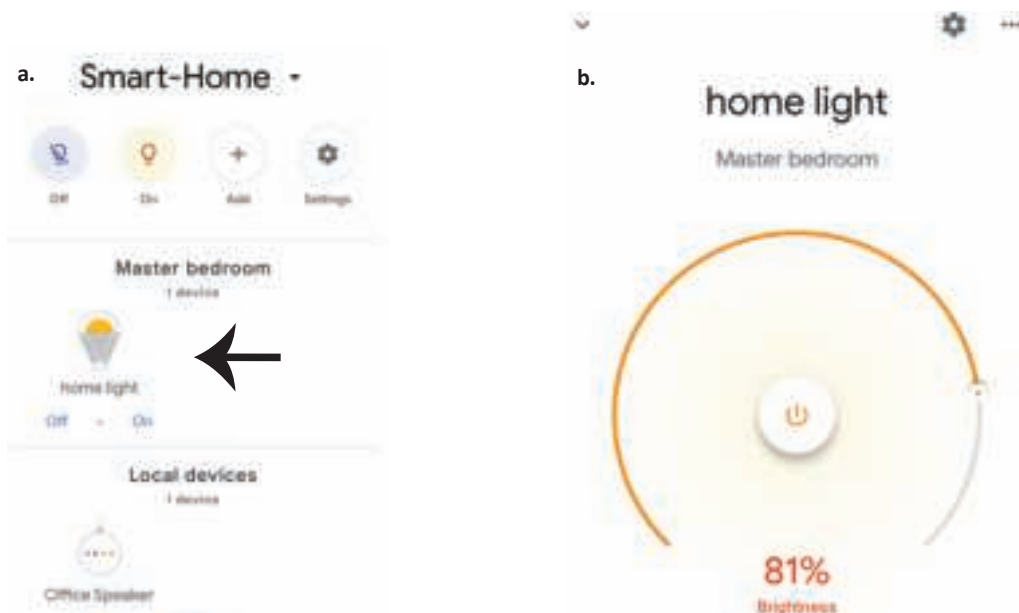 a.
Smart-Home
Off On Add Settings
Master bedroom
1 device
home light
Off - On
Local devices
1 device
Office Speaker
b.
home light
Master bedroom
81%
Brightness